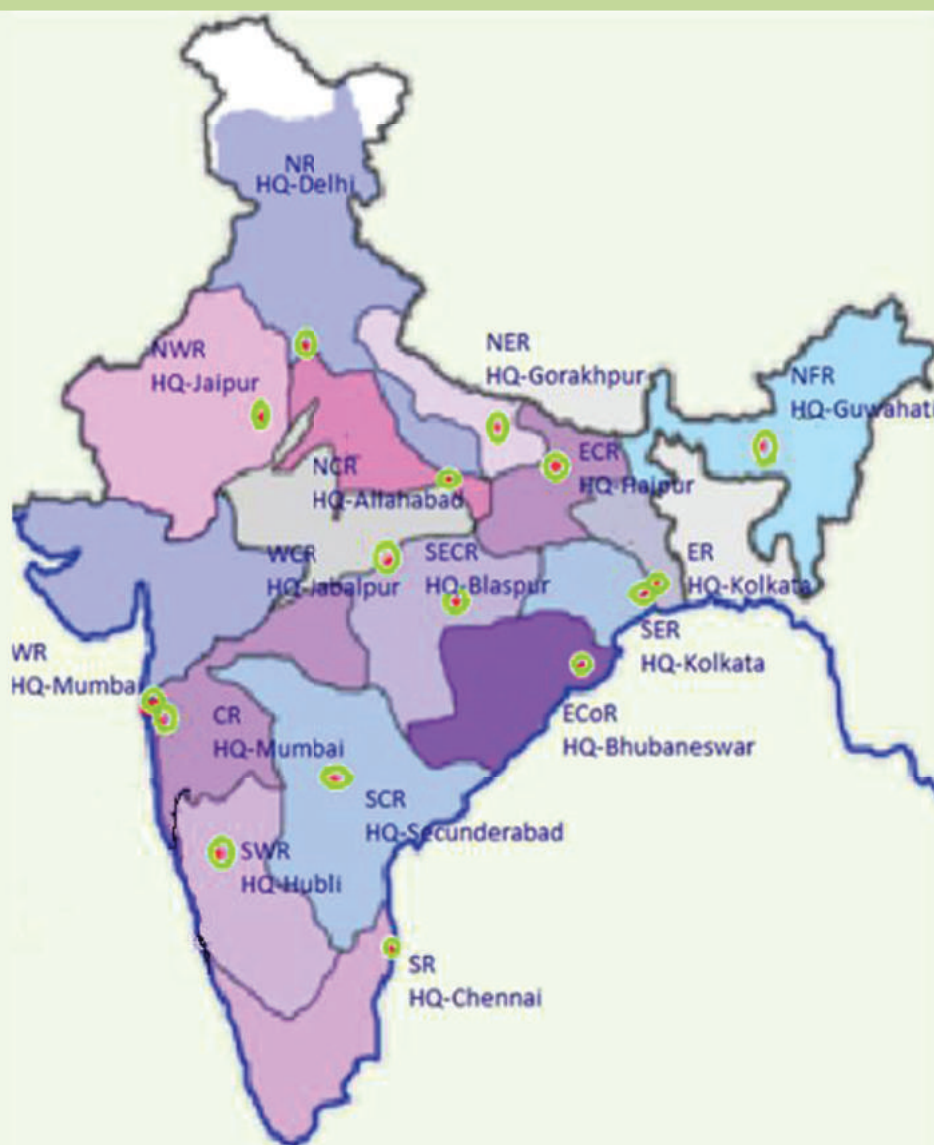 NR
HQ-Delhi
NWR
HQ-Jaipur
NER
HQ-Gorakhpur
NFR
HQ-Guwahati
NCR
HQ-Allahabad
ECR
HQ-Hajpur
WCR
HQ-Jabalpur
SECR
HQ-Blaspur
ER
HQ-Kolkata
SER
HQ-Kolkata
WR
HQ-Mumbai
CR
HQ-Mumbai
ECoR
HQ-Bhubaneswar
SCR
HQ-Secunderabad
SWR
HQ-Hubli
SR
HQ-Chennai